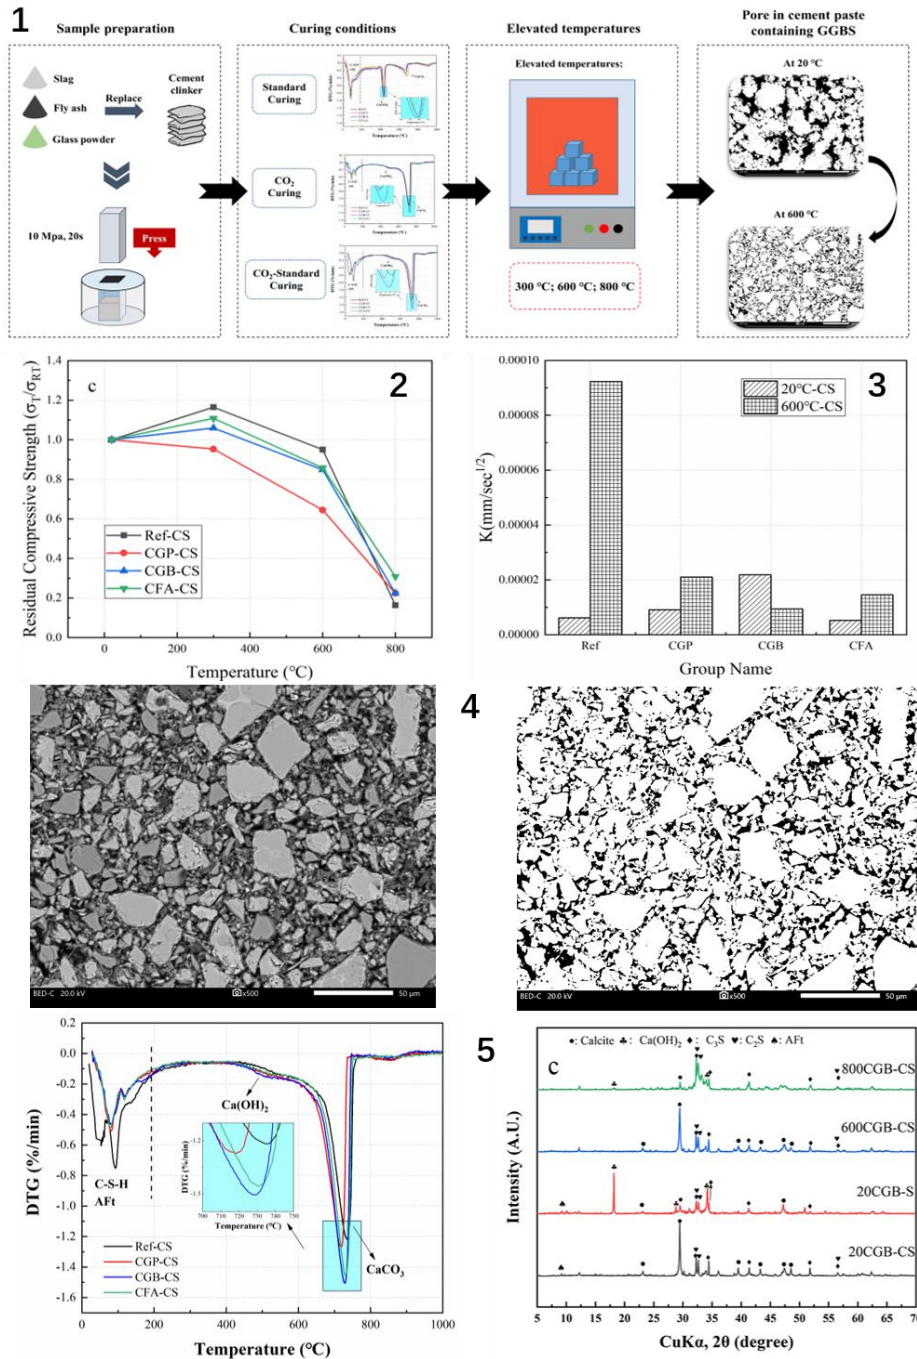 1
Sample preparation
Curing conditions
Elevated temperatures
Pore in cement paste
containing GGBS
Slag
Fly ash
Glass powder
Replace
Cement
clinker
10 Mpa, 20s
Press
Standard
Curing
CO₂
Curing
CO₂-Standard
Curing
Temperature (°C)
Temperature (°C)
Temperature (°C)
Elevated temperatures:
300 °C; 600 °C; 800 °C
At 20 °C
At 600 °C
2
c
Residual Compressive Strength (σT/σRT)
1.4
1.2
1.0
0.8
0.6
0.4
0.2
0.0
Ref-CS
CGP-CS
CGB-CS
CFA-CS
0 200 400 600 800
Temperature (°C)
3
K(mm/sec^1/2)
0.00010
0.00008
0.00006
0.00004
0.00002
0.00000
20°C-CS
600°C-CS
Ref CGP CGB CFA
Group Name
4
BED-C 20.0 kV x500 50 µm
BED-C 20.0 kV x500 50 µm
DTG (%/min)
0.2
0.0
-0.2
-0.4
-0.6
-0.8
-1.0
-1.2
-1.4
-1.6
C-S-H
AFt
Ca(OH)₂
DTG (%/min)
-1.2
-1.5
700 710 720 730 740 750
Temperature (°C)
CaCO₃
Ref-CS
CGP-CS
CGB-CS
CFA-CS
0 200 400 600 800 1000
Temperature (°C)
5
c
●: Calcite ♣: Ca(OH)₂ ♦: C₃S ♥: C₂S ♠: AFt
800CGB-CS
600CGB-CS
20CGB-S
20CGB-CS
Intensity (A.U.)
5 10 15 20 25 30 35 40 45 50 55 60 65 70
CuKα, 2θ (degree)